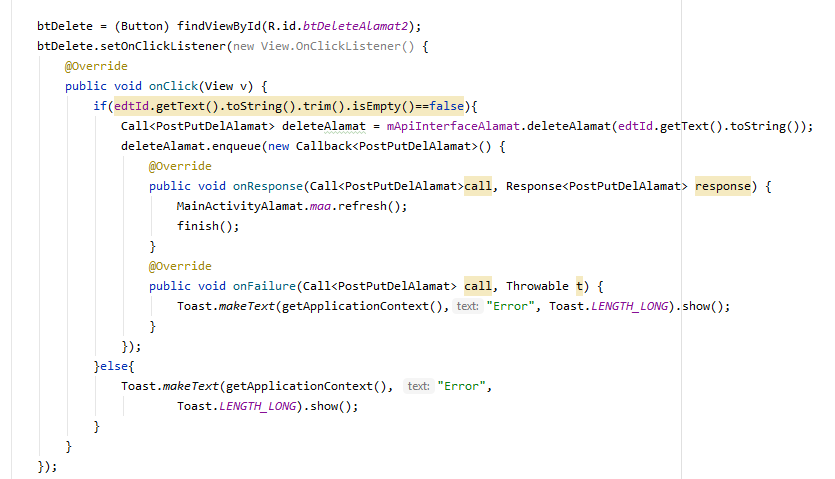 btDelete = (Button) findViewById(R.id.btDeleteAlamat2);
btDelete.setOnClickListener(new View.OnClickListener() {
@Override
public void onClick(View v) {
if(edtId.getText().toString().trim().isEmpty()==false){
Call<PostPutDelAlamat> deleteAlamat = mApiInterfaceAlamat.deleteAlamat(edtId.getText().toString());
deleteAlamat.enqueue(new Callback<PostPutDelAlamat>() {
@Override
public void onResponse(Call<PostPutDelAlamat>call, Response<PostPutDelAlamat> response) {
MainActivityAlamat.maa.refresh();
finish();
}
@Override
public void onFailure(Call<PostPutDelAlamat> call, Throwable t) {
Toast.makeText(getApplicationContext(), text: "Error", Toast.LENGTH_LONG).show();
}
});
}else{
Toast.makeText(getApplicationContext(), text: "Error",
Toast.LENGTH_LONG).show();
}
}
});